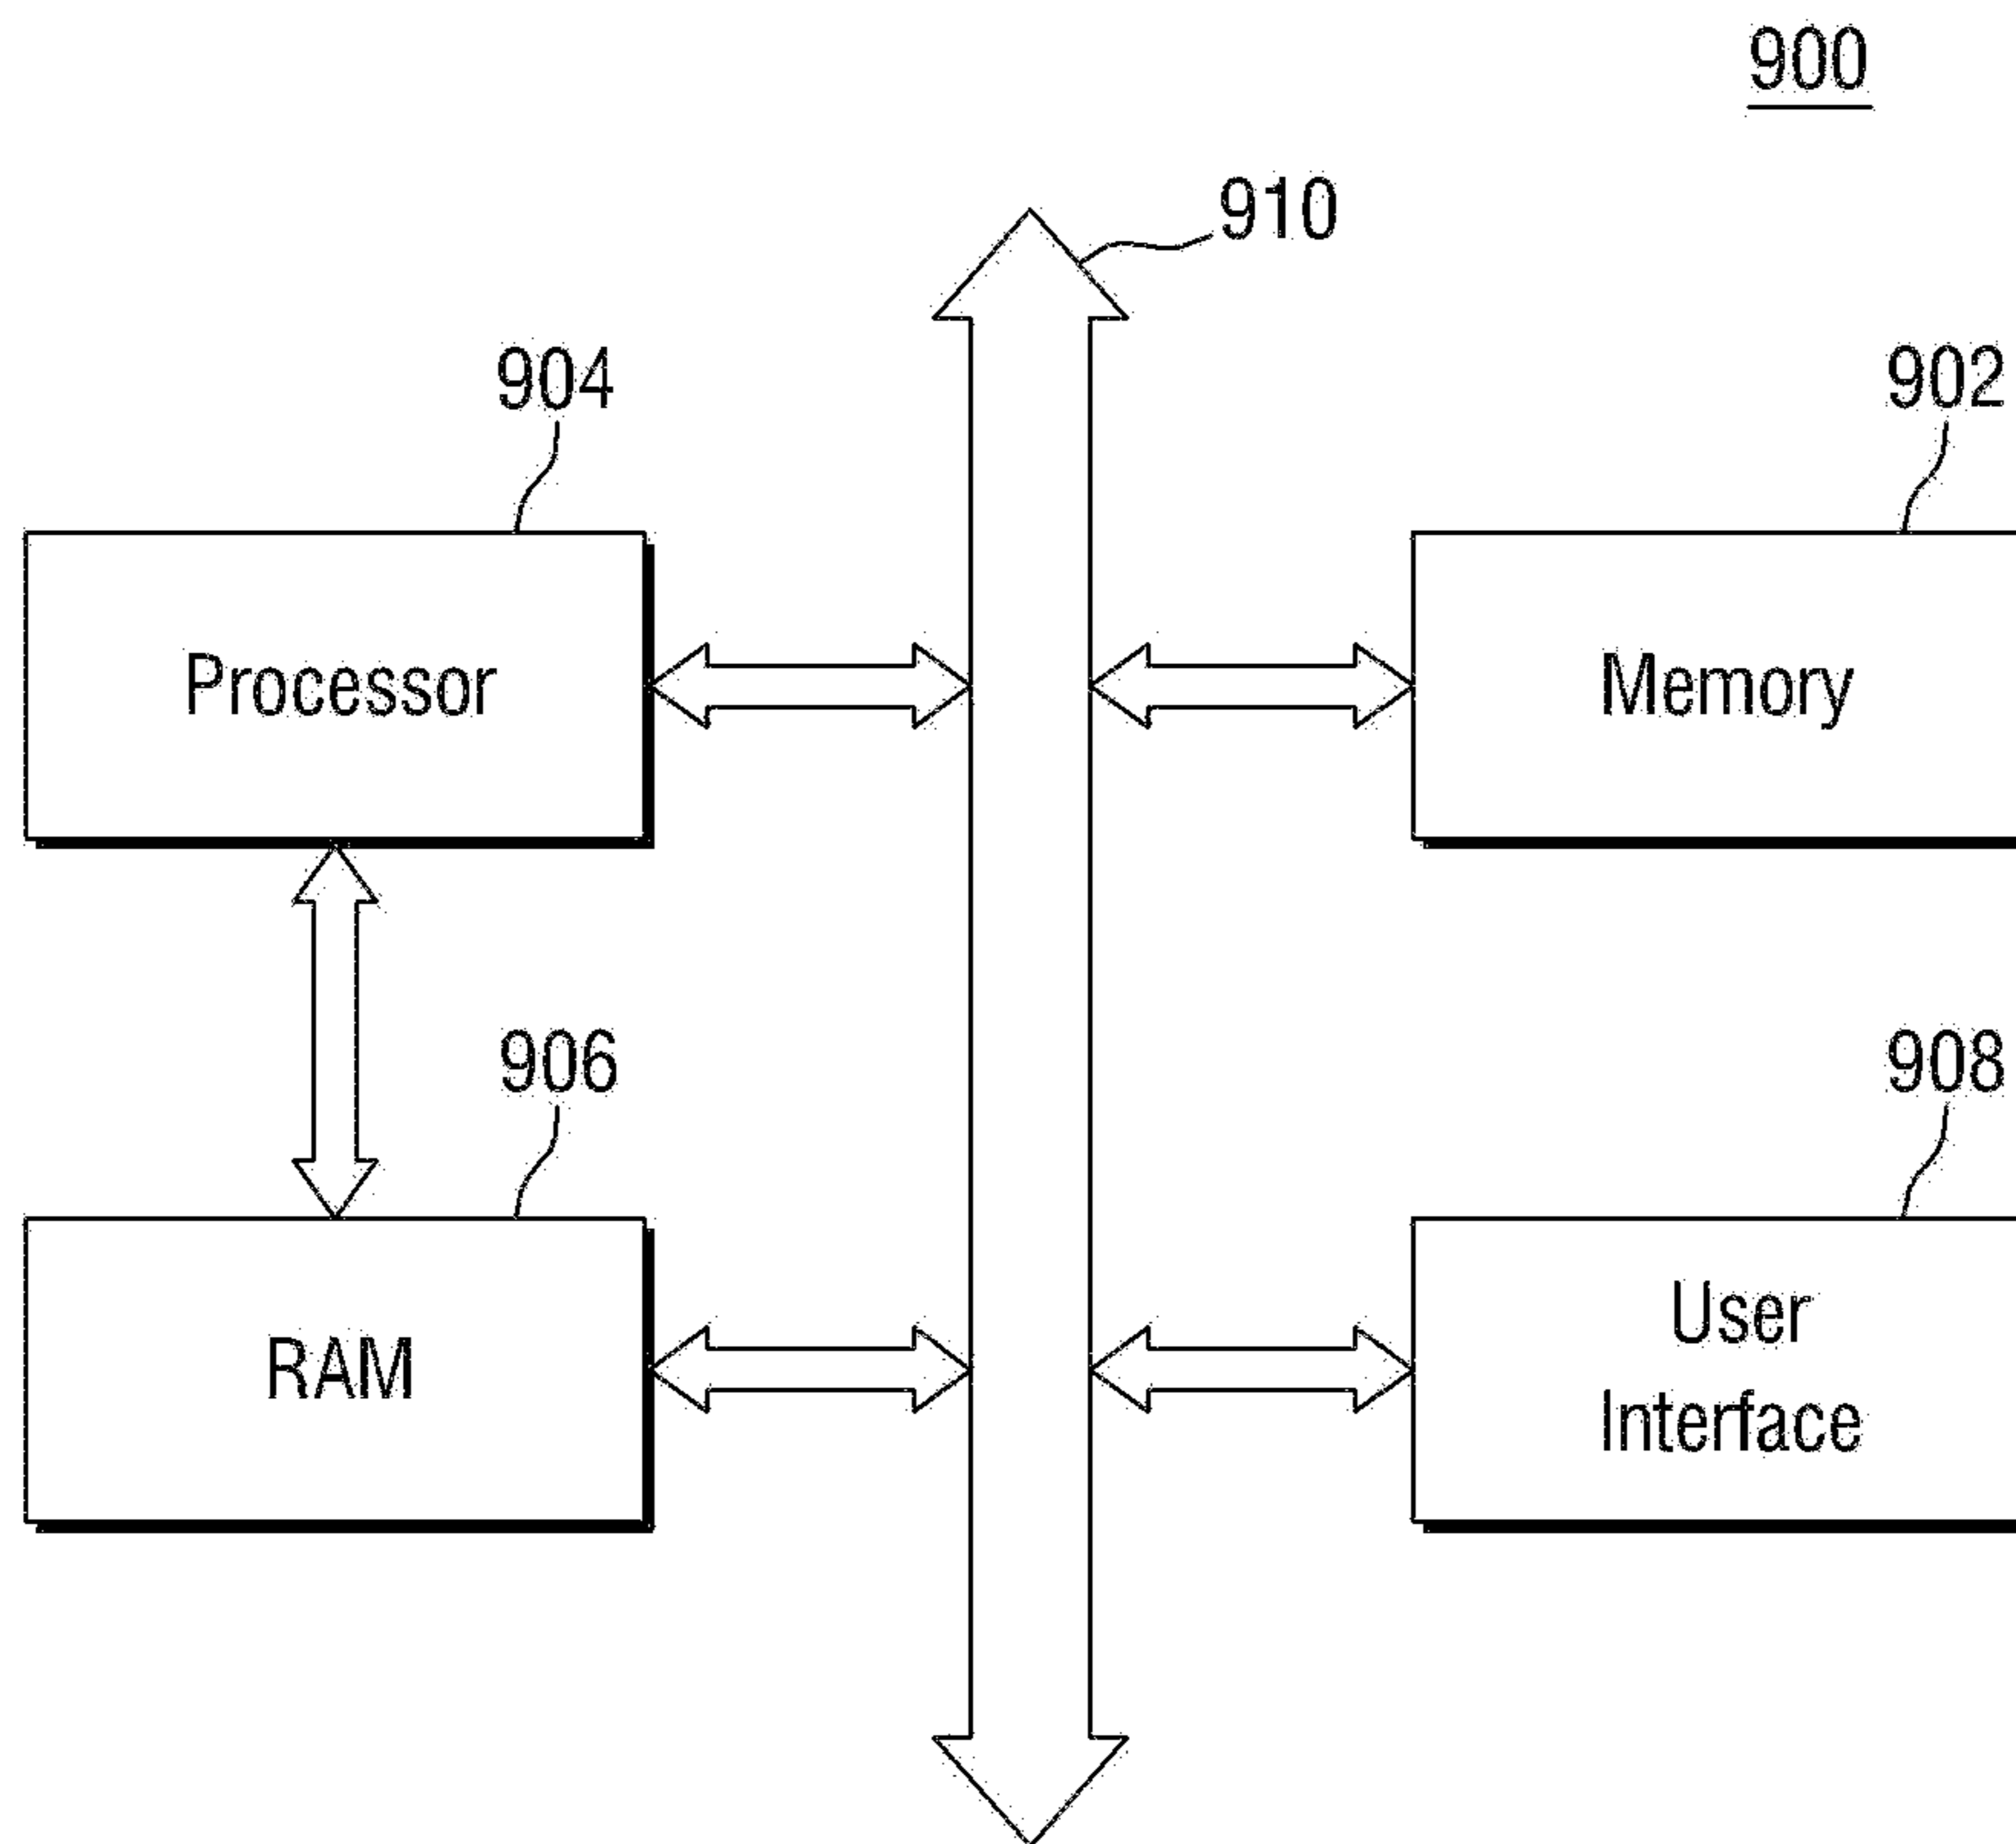 900
910
904
902
Processor
Memory
906
908
RAM
User
Interface